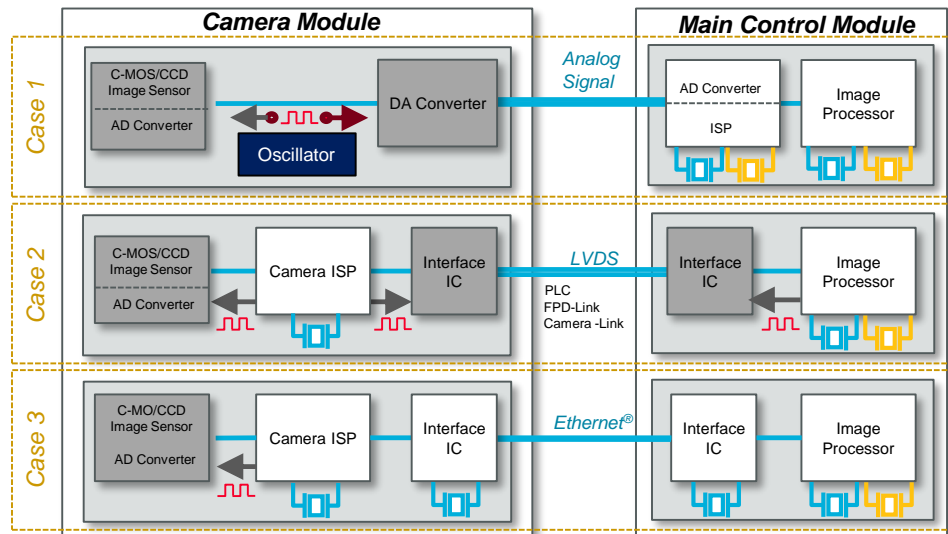 Camera Module
Main Control Module
Case 1
C-MOS/CCD
Image Sensor
AD Converter
Oscillator
DA Converter
Analog
Signal
AD Converter
ISP
Image
Processor
Case 2
C-MOS/CCD
Image Sensor
AD Converter
Camera ISP
Interface
IC
LVDS
PLC
FPD-Link
Camera -Link
Interface
IC
Image
Processor
Case 3
C-MO/CCD
Image Sensor
AD Converter
Camera ISP
Interface
IC
Ethernet®
Interface
IC
Image
Processor